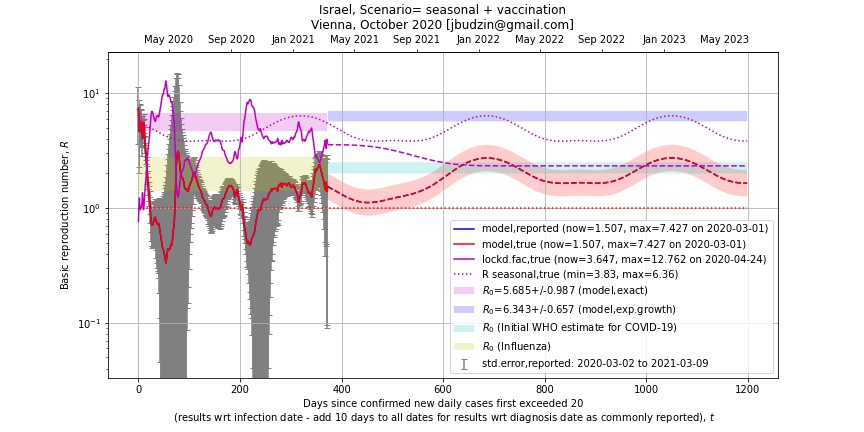 Israel, Scenario= seasonal + vaccination
Vienna, October 2020 [jbudzin@gmail.com]
May 2020 Sep 2020 Jan 2021 May 2021 Sep 2021 Jan 2022 May 2022 Sep 2022 Jan 2023 May 2023
10¹
10⁰
10⁻¹
Basic reproduction number, R
model,reported (now=1.507, max=7.427 on 2020-03-01)
model,true (now=1.507, max=7.427 on 2020-03-01)
lockd.fac,true (now=3.647, max=12.762 on 2020-04-24)
R seasonal,true (min=3.83, max=6.36)
R₀=5.685+/-0.987 (model,exact)
R₀=6.343+/-0.657 (model,exp.growth)
R₀ (Initial WHO estimate for COVID-19)
R₀ (Influenza)
std.error,reported: 2020-03-02 to 2021-03-09
0 200 400 600 800 1000 1200
Days since confirmed new daily cases first exceeded 20
(results wrt infection date - add 10 days to all dates for results wrt diagnosis date as commonly reported), t